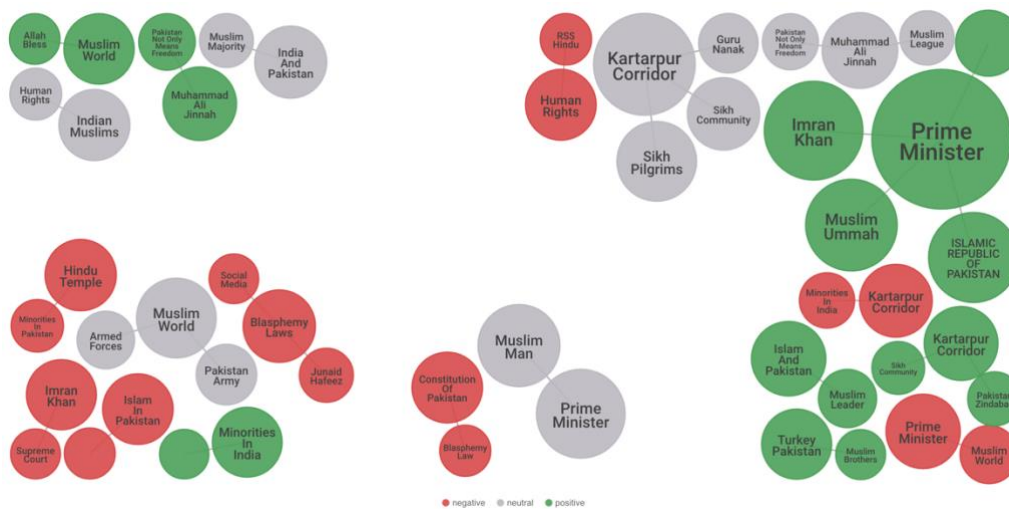 Allah
Bless
Muslim
World
Pakistan
Not Only
Means
Freedom
Muslim
Majority
India
And
Pakistan
Human
Rights
Indian
Muslims
Muhammad
Ali
Jinnah
RSS
Hindu
Human
Rights
Kartarpur
Corridor
Guru
Nanak
Pakistan
Not Only
Means
Freedom
Muhammad
Ali
Jinnah
Muslim
League
Sikh
Community
Sikh
Pilgrims
Imran
Khan
Prime
Minister
Muslim
Ummah
ISLAMIC
REPUBLIC
OF
PAKISTAN
Hindu
Temple
Minorities
In
Pakistan
Armed
Forces
Muslim
World
Social
Media
Blasphemy
Laws
Pakistan
Army
Junaid
Hafeez
Imran
Khan
Islam
In
Pakistan
Supreme
Court
Minorities
In
India
Muslim
Man
Constitution
Of
Pakistan
Prime
Minister
Blasphemy
Law
Minorities
In
India
Kartarpur
Corridor
Islam
And
Pakistan
Sikh
Community
Kartarpur
Corridor
Muslim
Leader
Pakistan
Zindabad
Turkey
Pakistan
Muslim
Brothers
Prime
Minister
Muslim
World
negative neutral positive